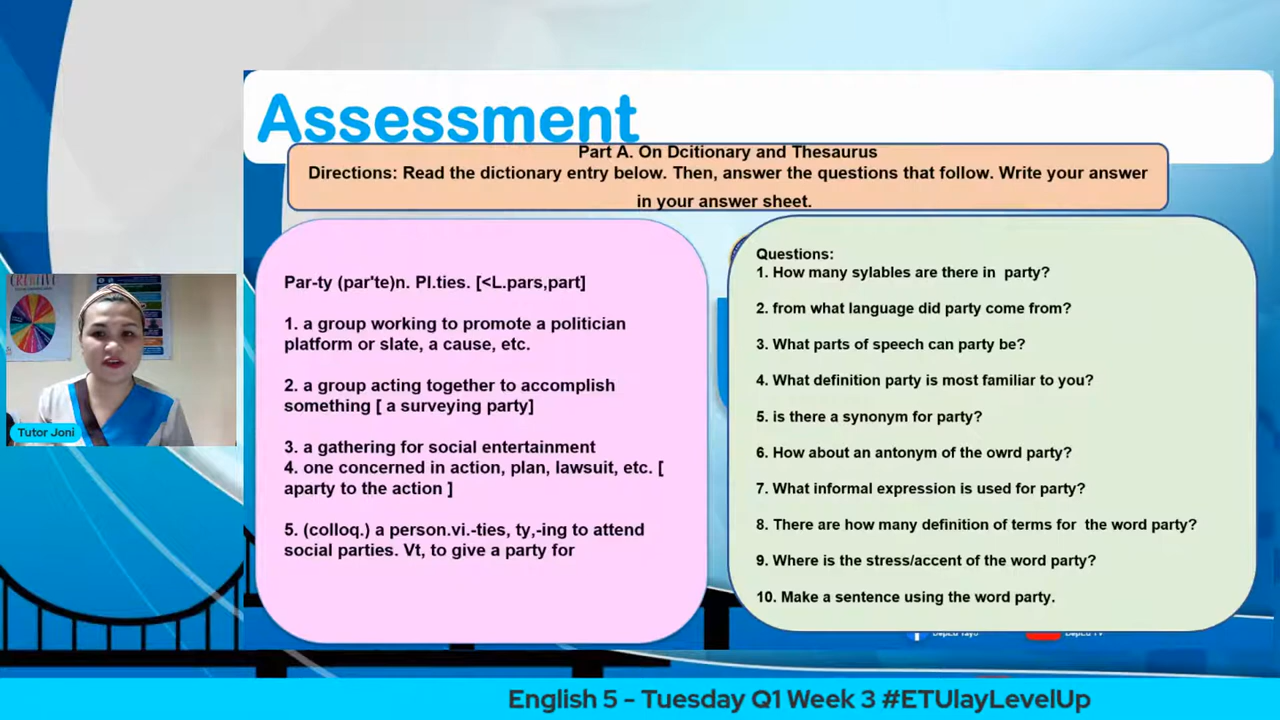 Assessment
Part A. On Dcitionary and Thesaurus
Directions: Read the dictionary entry below. Then, answer the questions that follow. Write your answer
in your answer sheet.
Par-ty (par'te)n. Pl.ties. [<L.pars,part]
1. a group working to promote a politician
platform or slate, a cause, etc.
2. a group acting together to accomplish
something [ a surveying party]
3. a gathering for social entertainment
4. one concerned in action, plan, lawsuit, etc. [
aparty to the action ]
5. (colloq.) a person.vi.-ties, ty,-ing to attend
social parties. Vt, to give a party for
Questions:
1. How many sylables are there in party?
2. from what language did party come from?
3. What parts of speech can party be?
4. What definition party is most familiar to you?
5. is there a synonym for party?
6. How about an antonym of the owrd party?
7. What informal expression is used for party?
8. There are how many definition of terms for the word party?
9. Where is the stress/accent of the word party?
10. Make a sentence using the word party.
Tutor Joni
English 5 - Tuesday Q1 Week 3 #ETUlayLevelUp